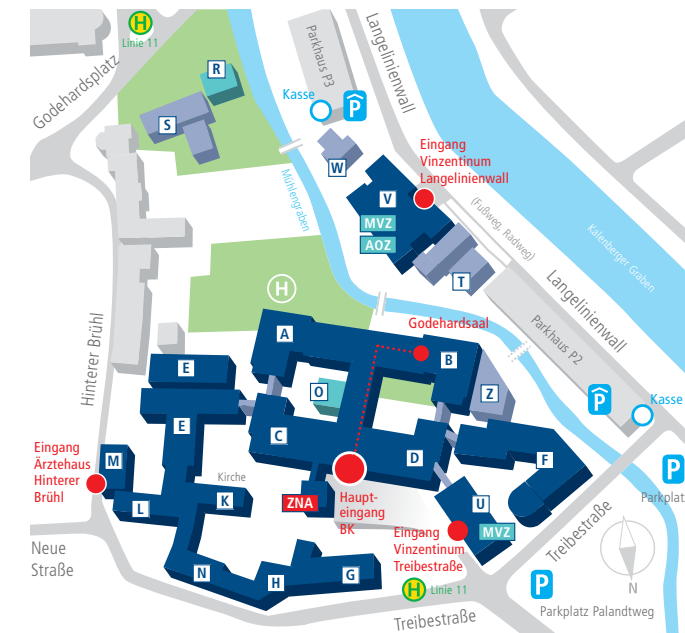 H
Linie 11
Godehardsplatz
R
S
Kasse
Parkhaus P3
P
Langelinienwall
W
Eingang
Vinzentinum
Langelinienwall
V
MVZ
AOZ
(Fußweg, Radweg)
Mühlengraben
Kalenberger Graben
T
Langelinienwall
Parkhaus P2
H
Godehardsaal
A
B
Z
P
Kasse
Hinterer Brühl
E
O
E
C
D
F
M
Eingang
Ärztehaus
Hinterer
Brühl
Kirche
K
L
ZNA
Haupt-
eingang
BK
U
MVZ
Eingang
Vinzentinum
Treibestraße
P
Parkplat
Treibestraße
Neue
Straße
N
H
G
H
Linie 11
Treibestraße
P
Parkplatz Palandtweg
N